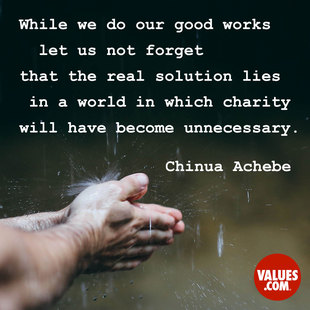 While we do our good works
let us not forget
that the real solution lies
in a world in which charity
will have become unnecessary.
Chinua Achebe
VALUES
.COM